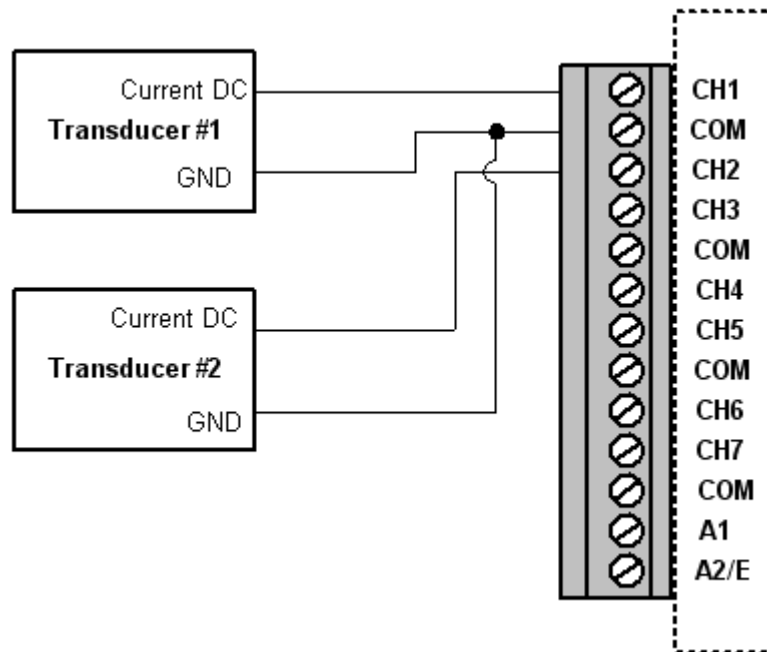 Current DC
Transducer #1
GND
Current DC
Transducer #2
GND
CH1
COM
CH2
CH3
COM
CH4
CH5
COM
CH6
CH7
COM
A1
A2/E